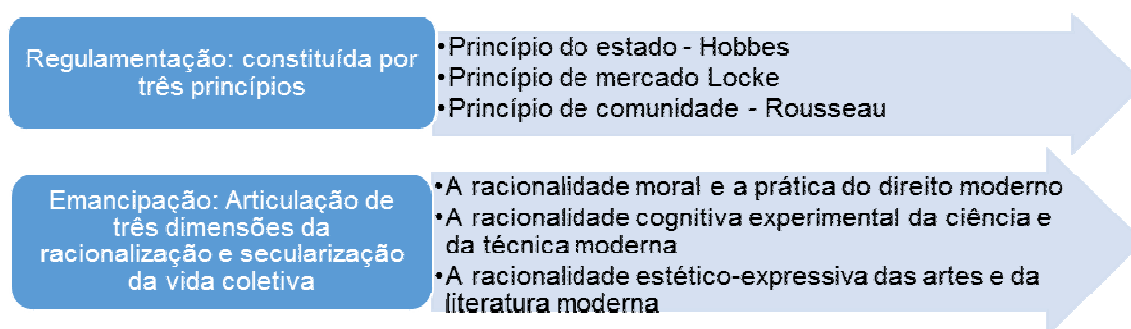 Regulamentação: constituída por
três princípios
•Princípio do estado - Hobbes
•Princípio de mercado Locke
•Princípio de comunidade - Rousseau
Emancipação: Articulação de
três dimensões da
racionalização e secularização
da vida coletiva
•A racionalidade moral e a prática do direito moderno
•A racionalidade cognitiva experimental da ciência e
da técnica moderna
•A racionalidade estético-expressiva das artes e da
literatura moderna